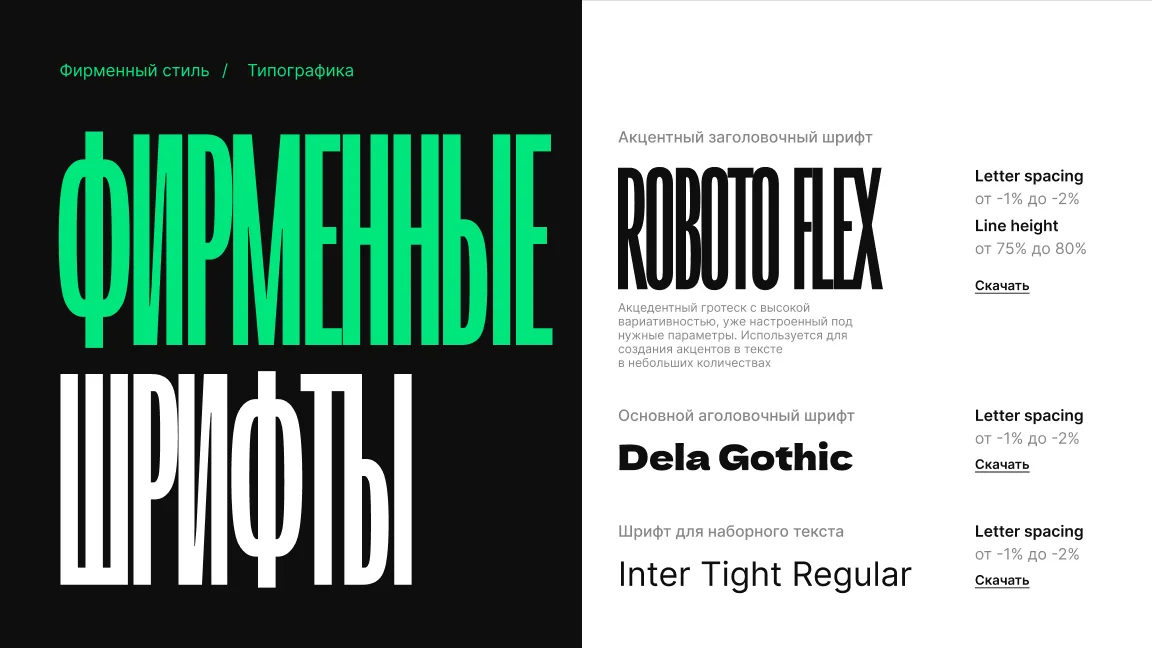 Фирменный стиль / Типографика
ФИРМЕННЫЕ
ШРИФТЫ
Акцентный заголовочный шрифт
ROBOTO FLEX
Акцедентный гротеск с высокой
вариативностью, уже настроенный под
нужные параметры. Используется для
создания акцентов в тексте
в небольших количествах
Letter spacing
от -1% до -2%
Line height
от 75% до 80%
Скачать
Основной аголовочный шрифт
Dela Gothic
Letter spacing
от -1% до -2%
Скачать
Шрифт для наборного текста
Inter Tight Regular
Letter spacing
от -1% до -2%
Скачать